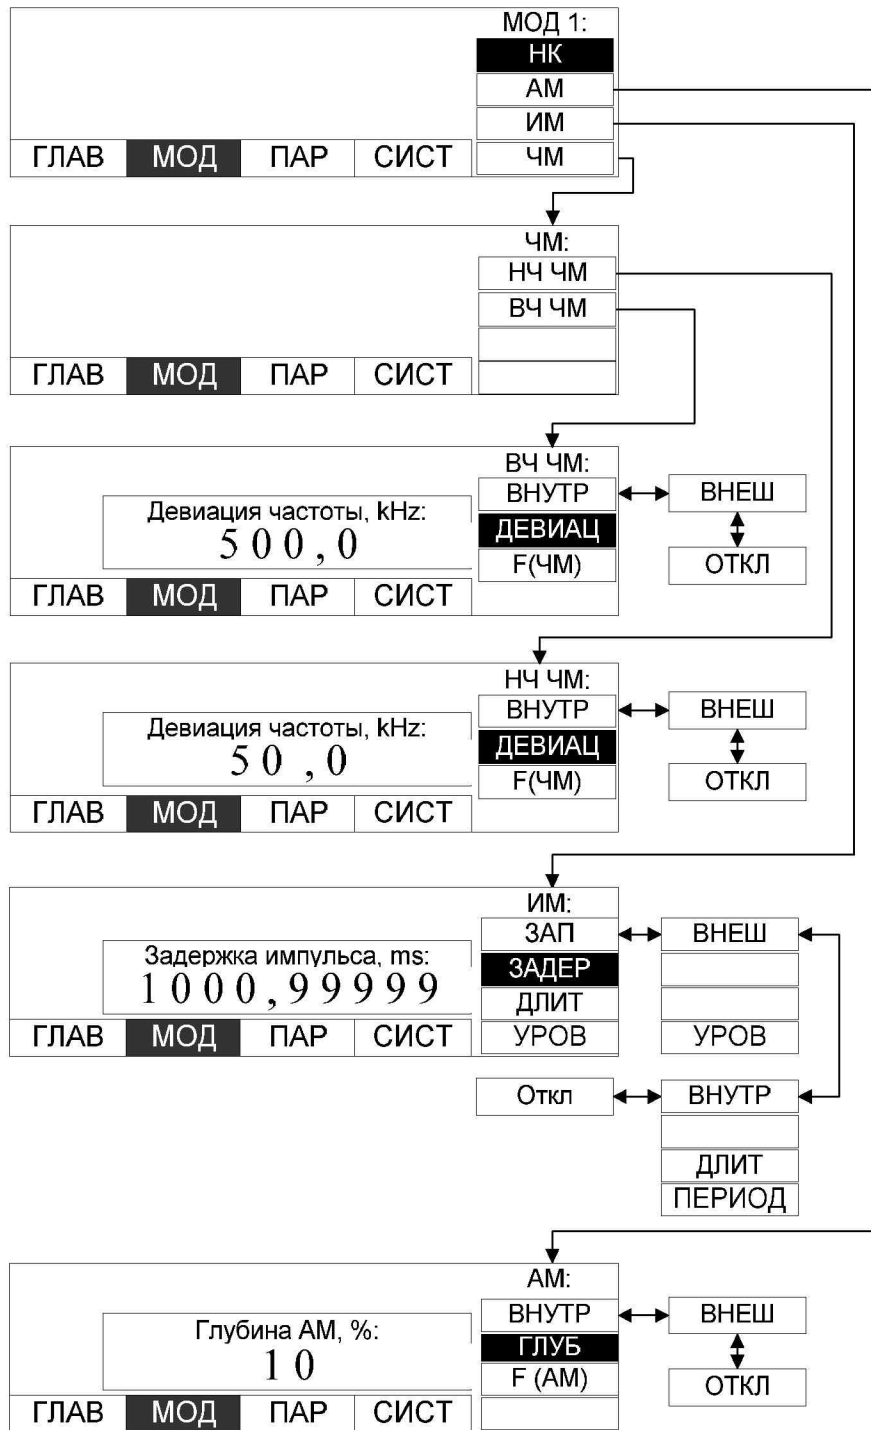 МОД 1:
НК
АМ
ИМ
ГЛАВ МОД ПАР СИСТ ЧМ
ЧМ:
НЧ ЧМ
ВЧ ЧМ
ГЛАВ МОД ПАР СИСТ
ВЧ ЧМ:
ВНУТР ВНЕШ
Девиация частоты, kHz:
500,0
ДЕВИАЦ
F(ЧМ) ОТКЛ
ГЛАВ МОД ПАР СИСТ
НЧ ЧМ:
ВНУТР ВНЕШ
Девиация частоты, kHz:
50,0
ДЕВИАЦ
F(ЧМ) ОТКЛ
ГЛАВ МОД ПАР СИСТ
ИМ:
ЗАП ВНЕШ
Задержка импульса, ms:
1000,99999
ЗАДЕР
ДЛИТ
ГЛАВ МОД ПАР СИСТ УРОВ УРОВ
Откл ВНУТР
ДЛИТ
ПЕРИОД
АМ:
ВНУТР ВНЕШ
Глубина АМ, %:
10
ГЛУБ
F (АМ) ОТКЛ
ГЛАВ МОД ПАР СИСТ